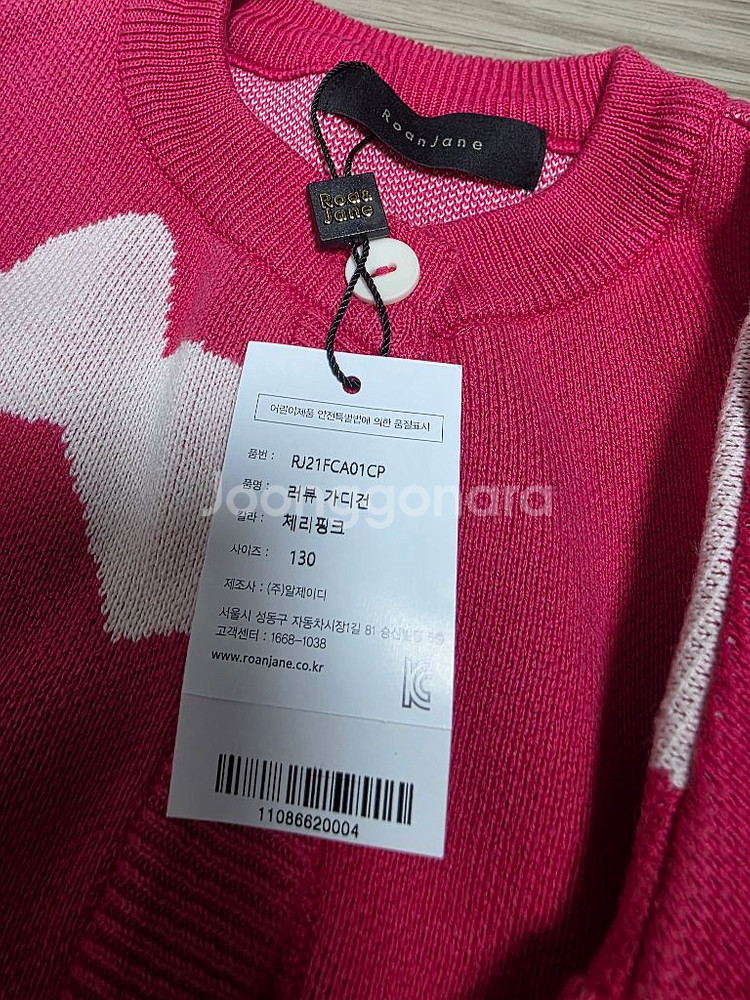 RoanJane
Roa&
Jane
어린이제품 안전특별법에 의한 품질표시
품번 : RJ21FCA01CP
품명 : 러뷰 가디건
Joonggonara
칼라 : 체리핑크
사이즈 : 130
제조사 : (주)알제이디
서울시 성동구 자동차시장1길 81
고객센터 : 1668-1038
www.roanjane.co.kr
KC
11086620004